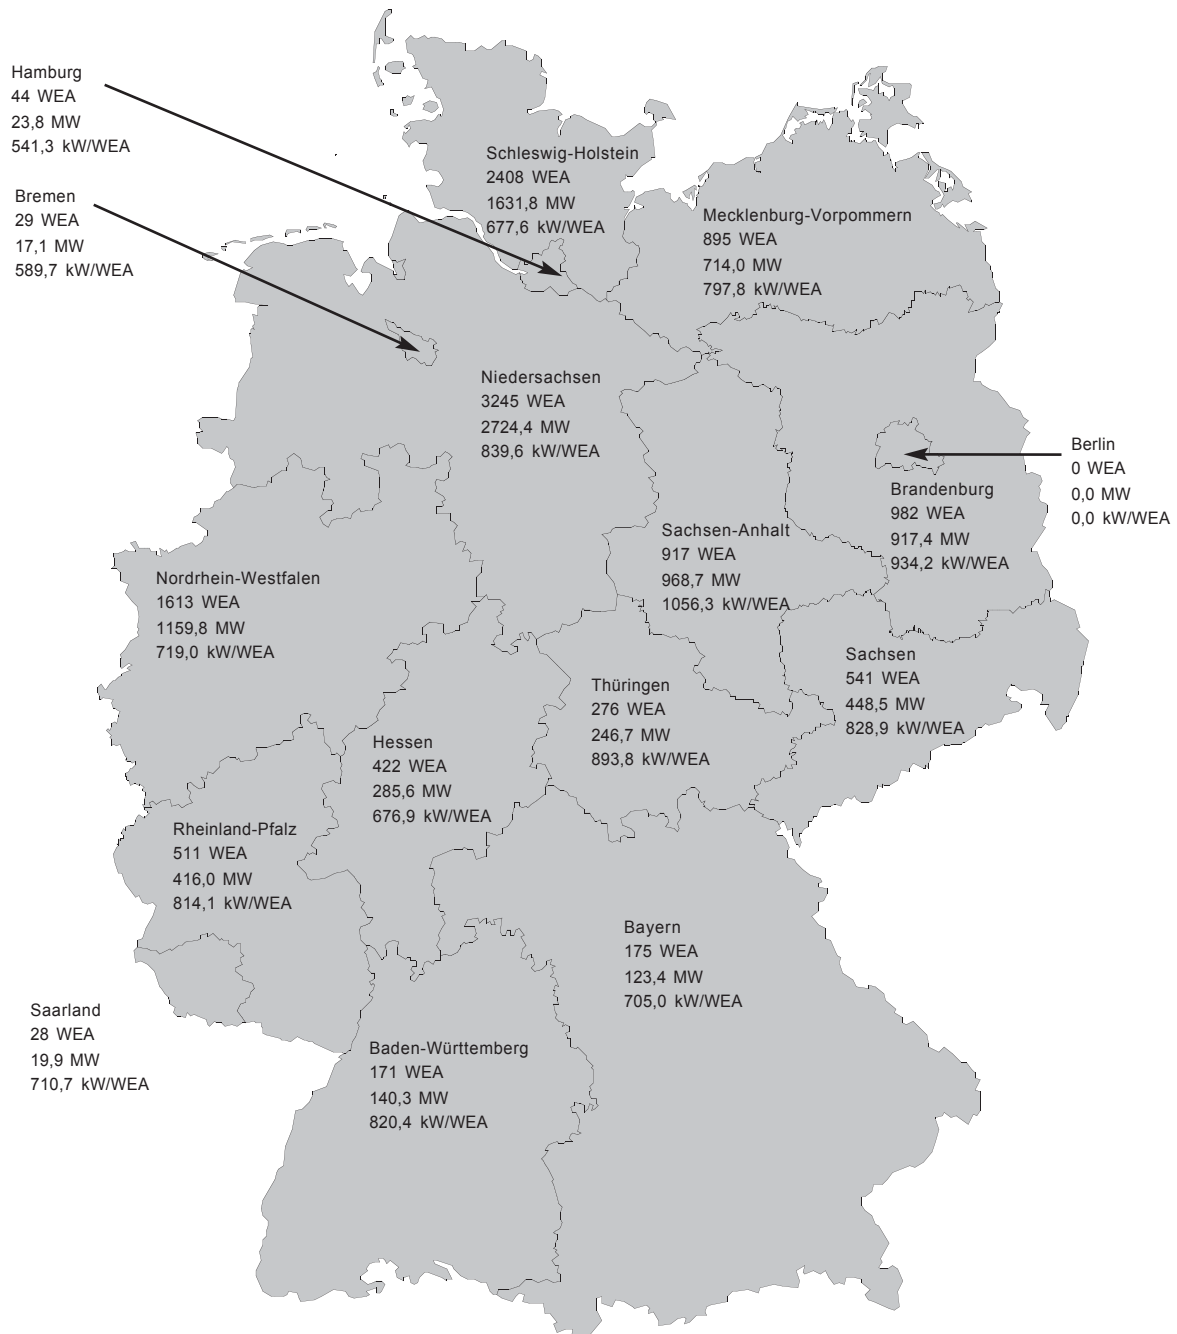 Hamburg
44 WEA
23,8 MW
541,3 kW/WEA
Bremen
29 WEA
17,1 MW
589,7 kW/WEA
Schleswig-Holstein
2408 WEA
1631,8 MW
677,6 kW/WEA
Mecklenburg-Vorpommern
895 WEA
714,0 MW
797,8 kW/WEA
Niedersachsen
3245 WEA
2724,4 MW
839,6 kW/WEA
Berlin
0 WEA
0,0 MW
0,0 kW/WEA
Brandenburg
982 WEA
917,4 MW
934,2 kW/WEA
Sachsen-Anhalt
917 WEA
968,7 MW
1056,3 kW/WEA
Nordrhein-Westfalen
1613 WEA
1159,8 MW
719,0 kW/WEA
Sachsen
541 WEA
448,5 MW
828,9 kW/WEA
Thüringen
276 WEA
246,7 MW
893,8 kW/WEA
Hessen
422 WEA
285,6 MW
676,9 kW/WEA
Rheinland-Pfalz
511 WEA
416,0 MW
814,1 kW/WEA
Bayern
175 WEA
123,4 MW
705,0 kW/WEA
Saarland
28 WEA
19,9 MW
710,7 kW/WEA
Baden-Württemberg
171 WEA
140,3 MW
820,4 kW/WEA